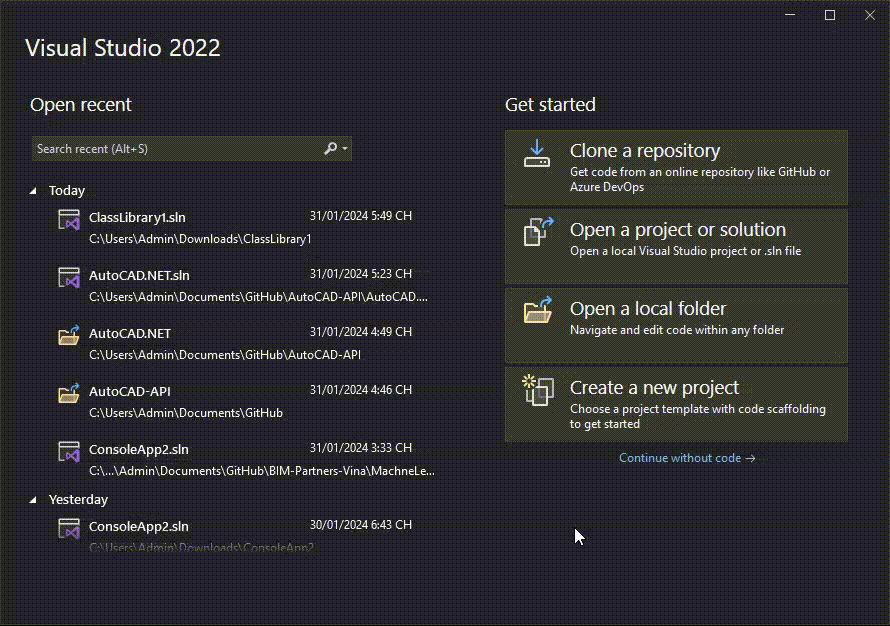 Visual Studio 2022
Open recent
Search recent (Alt+S)
Today
ClassLibrary1.sln 31/01/2024 5:49 CH
C:\Users\Admin\Downloads\ClassLibrary1
AutoCAD.NET.sln 31/01/2024 5:23 CH
C:\Users\Admin\Documents\GitHub\AutoCAD-API\AutoCAD....
AutoCAD.NET 31/01/2024 4:49 CH
C:\Users\Admin\Documents\GitHub\AutoCAD-API
AutoCAD-API 31/01/2024 4:46 CH
C:\Users\Admin\Documents\GitHub
ConsoleApp2.sln 31/01/2024 3:33 CH
C:\...\Admin\Documents\GitHub\BIM-Partners-Vina\MachneLe...
Yesterday
ConsoleApp2.sln 30/01/2024 6:43 CH
C:\Users\Admin\Downloads\ConsoleApp2
Get started
Clone a repository
Get code from an online repository like GitHub or
Azure DevOps
Open a project or solution
Open a local Visual Studio project or .sln file
Open a local folder
Navigate and edit code within any folder
Create a new project
Choose a project template with code scaffolding
to get started
Continue without code →